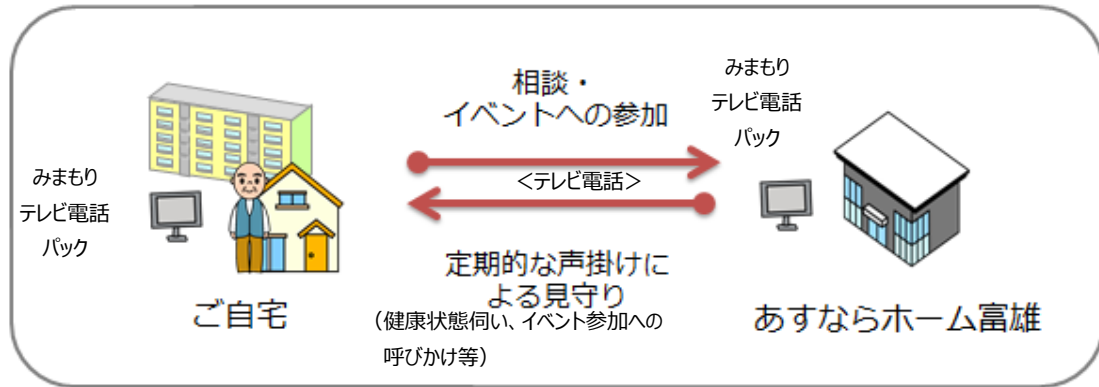 相談・
イベントへの参加
みまもり
テレビ電話
パック
みまもり
テレビ電話
パック
<テレビ電話>
定期的な声掛けに
よる見守り
（健康状態伺い、イベント参加への
呼びかけ等）
ご自宅
あすならホーム富雄